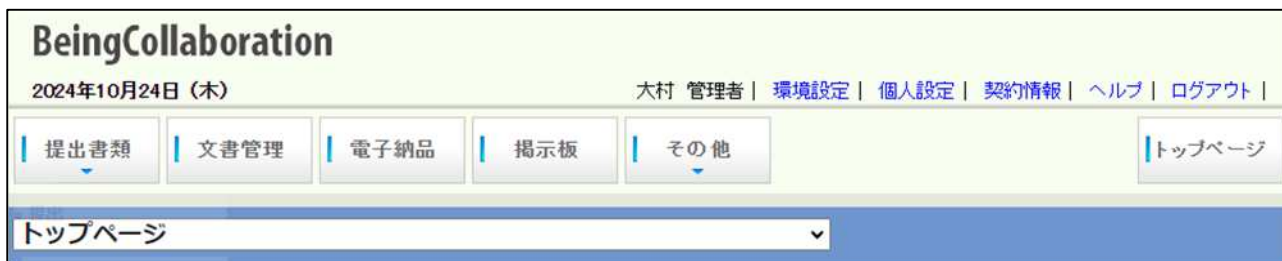 BeingCollaboration
2024年10月24日（木）
大村 管理者 | 環境設定 | 個人設定 | 契約情報 | ヘルプ | ログアウト |
提出書類 文書管理 電子納品 掲示板 その他 トップページ
提出
トップページ